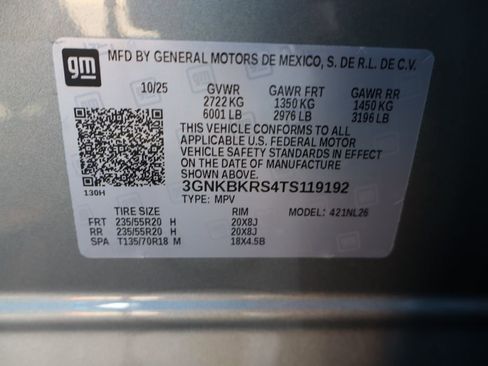 gm MFD BY GENERAL MOTORS DE MEXICO, S. DE R.L. DE C.V.
10/25 GVWR GAWR FRT GAWR RR
2722 KG 1350 KG 1450 KG
6001 LB 2976 LB 3196 LB
THIS VEHICLE CONFORMS TO ALL
APPLICABLE U.S. FEDERAL MOTOR
VEHICLE SAFETY STANDARDS IN EFFECT
ON THE DATE OF MANUFACTURE
SHOWN ABOVE.
3GNKBKRS4TS119192
130H TYPE: MPV
TIRE SIZE RIM MODEL: 421NL26
FRT 235/55R20 H 20X8J
RR 235/55R20 H 20X8J
SPA T135/70R18 M 18X4.5B